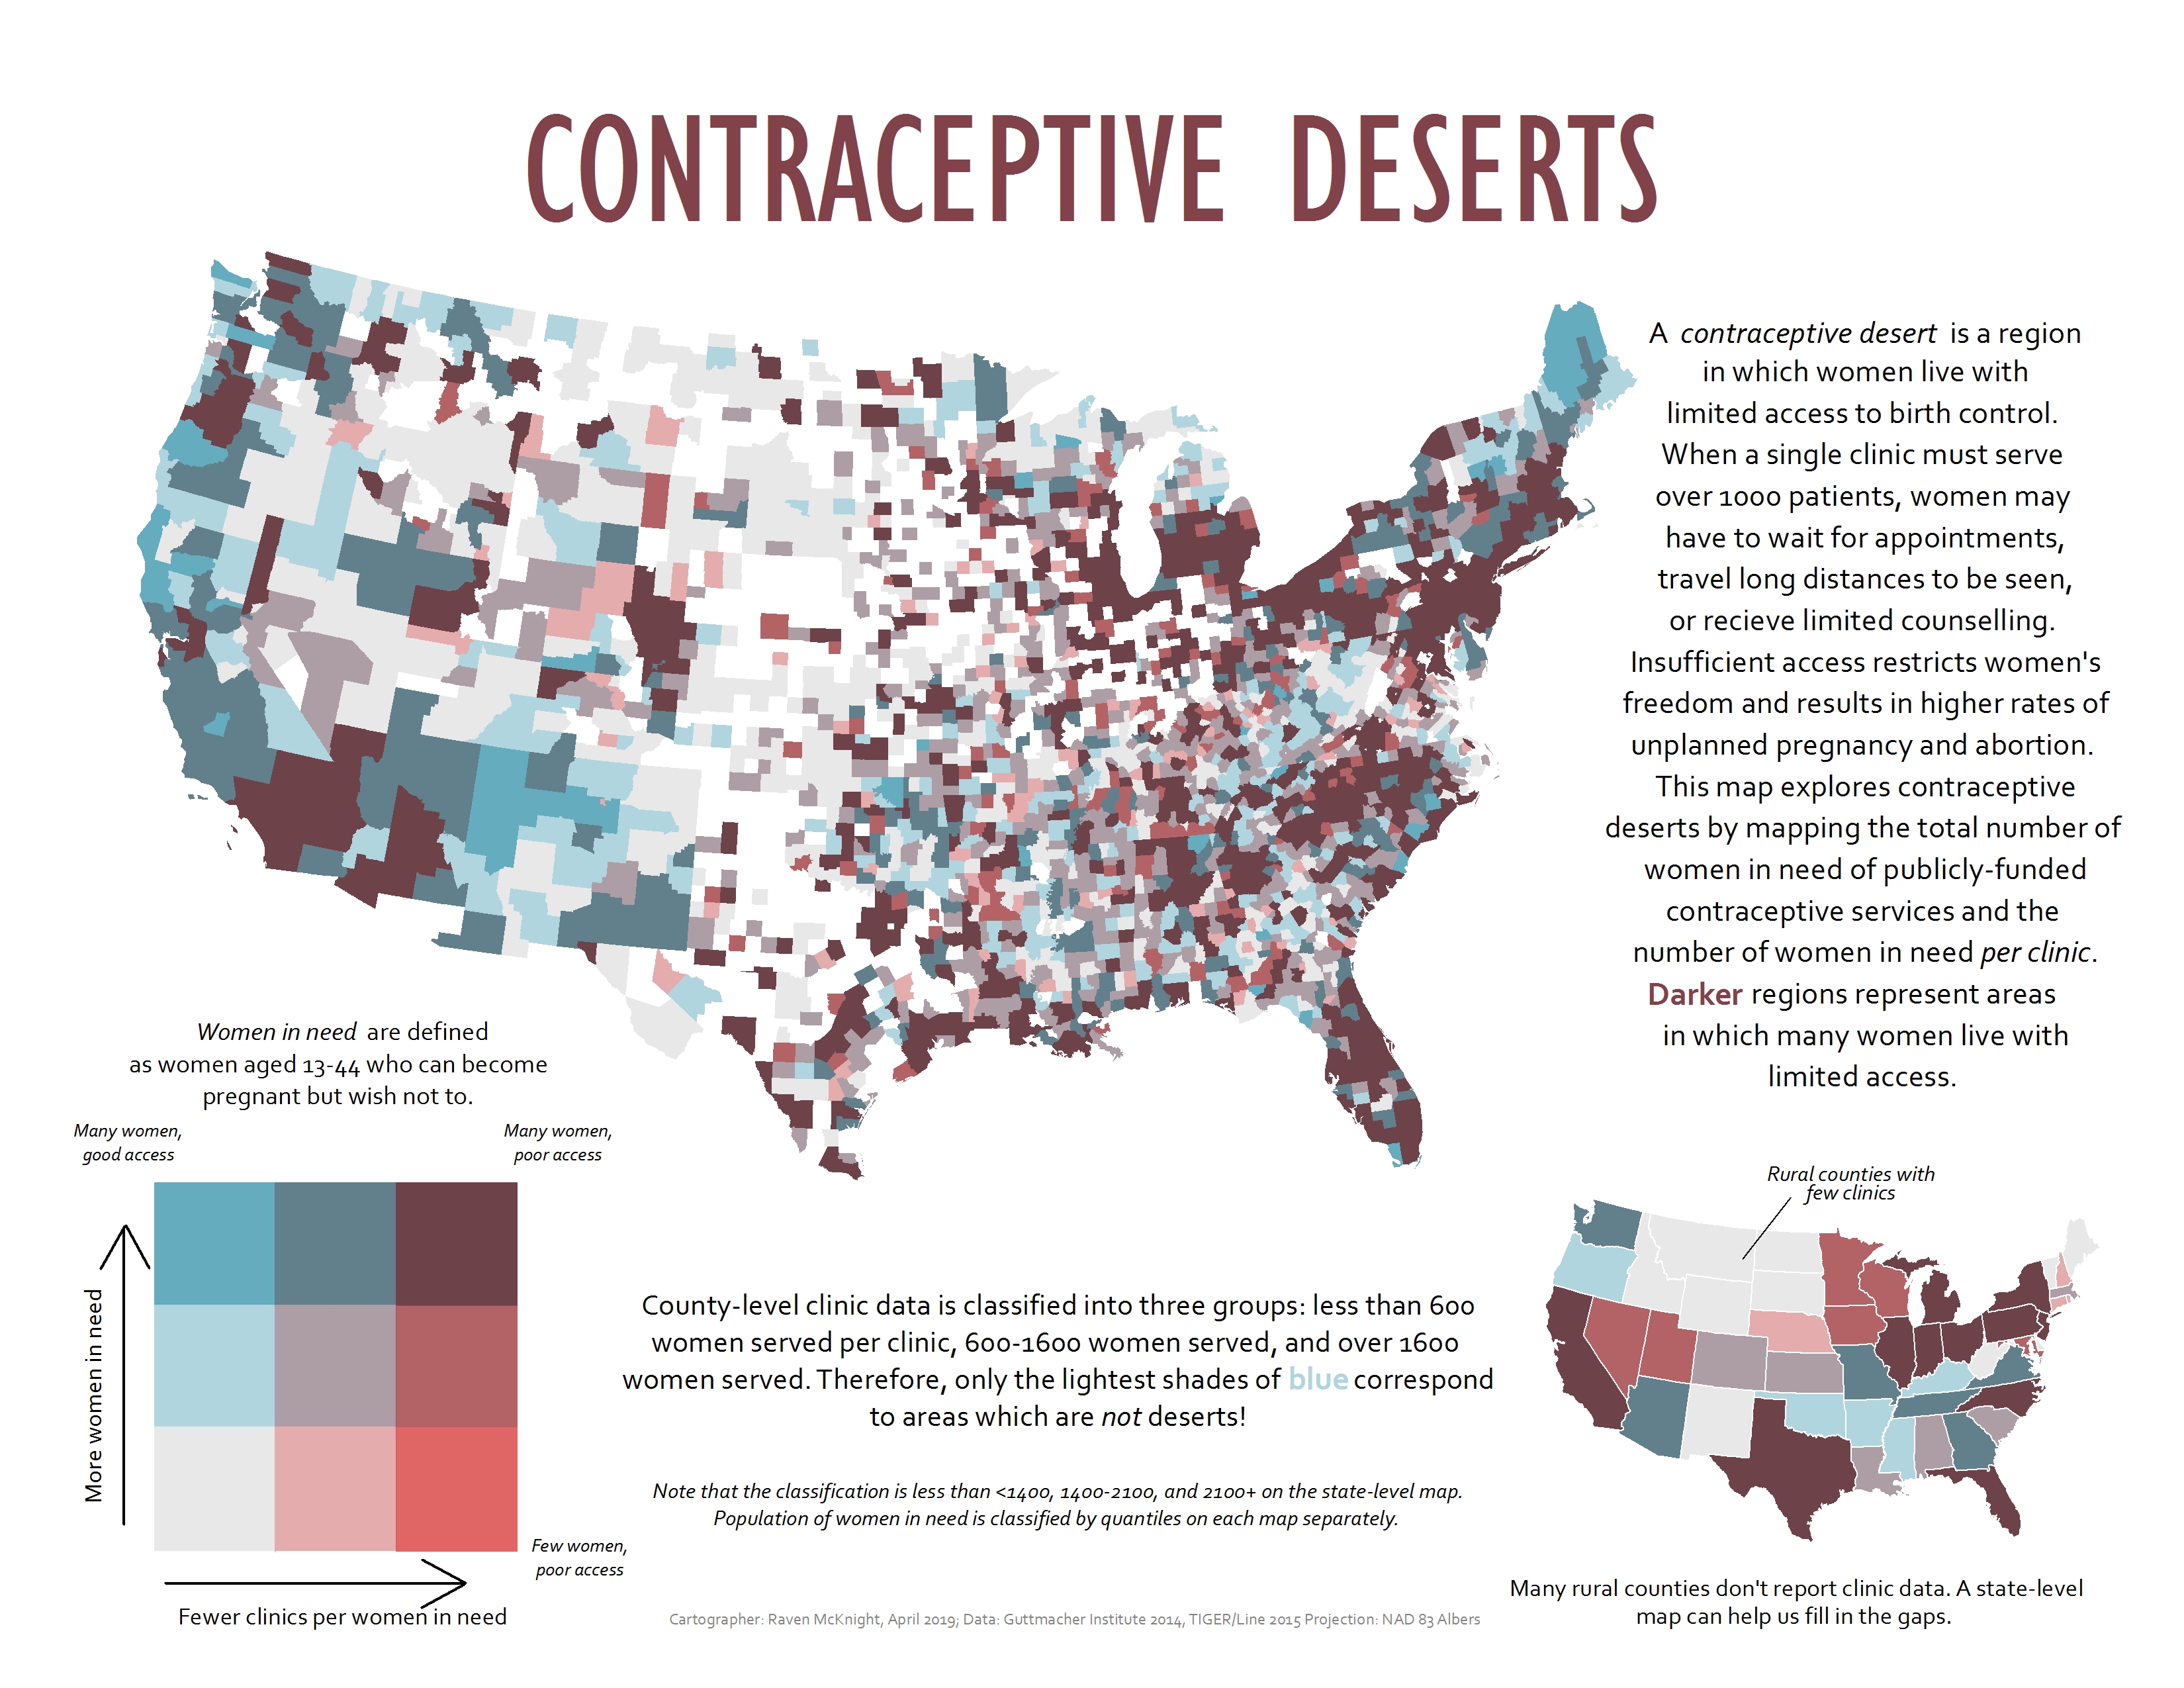 CONTRACEPTIVE DESERTS
A contraceptive desert is a region
in which women live with
limited access to birth control.
When a single clinic must serve
over 1000 patients, women may
have to wait for appointments,
travel long distances to be seen,
or recieve limited counselling.
Insufficient access restricts women's
freedom and results in higher rates of
unplanned pregnancy and abortion.
This map explores contraceptive
deserts by mapping the total number of
women in need of publicly-funded
contraceptive services and the
number of women in need per clinic.
Darker regions represent areas
in which many women live with
limited access.
Women in need are defined
as women aged 13-44 who can become
pregnant but wish not to.
Many women,
good access
Many women,
poor access
More women in need
Few women,
poor access
Fewer clinics per women in need
County-level clinic data is classified into three groups: less than 600
women served per clinic, 600-1600 women served, and over 1600
women served. Therefore, only the lightest shades of blue correspond
to areas which are not deserts!
Note that the classification is less than <1400, 1400-2100, and 2100+ on the state-level map.
Population of women in need is classified by quantiles on each map separately.
Cartographer: Raven McKnight, April 2019; Data: Guttmacher Institute 2014, TIGER/Line 2015 Projection: NAD 83 Albers
Rural counties with
few clinics
Many rural counties don't report clinic data. A state-level
map can help us fill in the gaps.